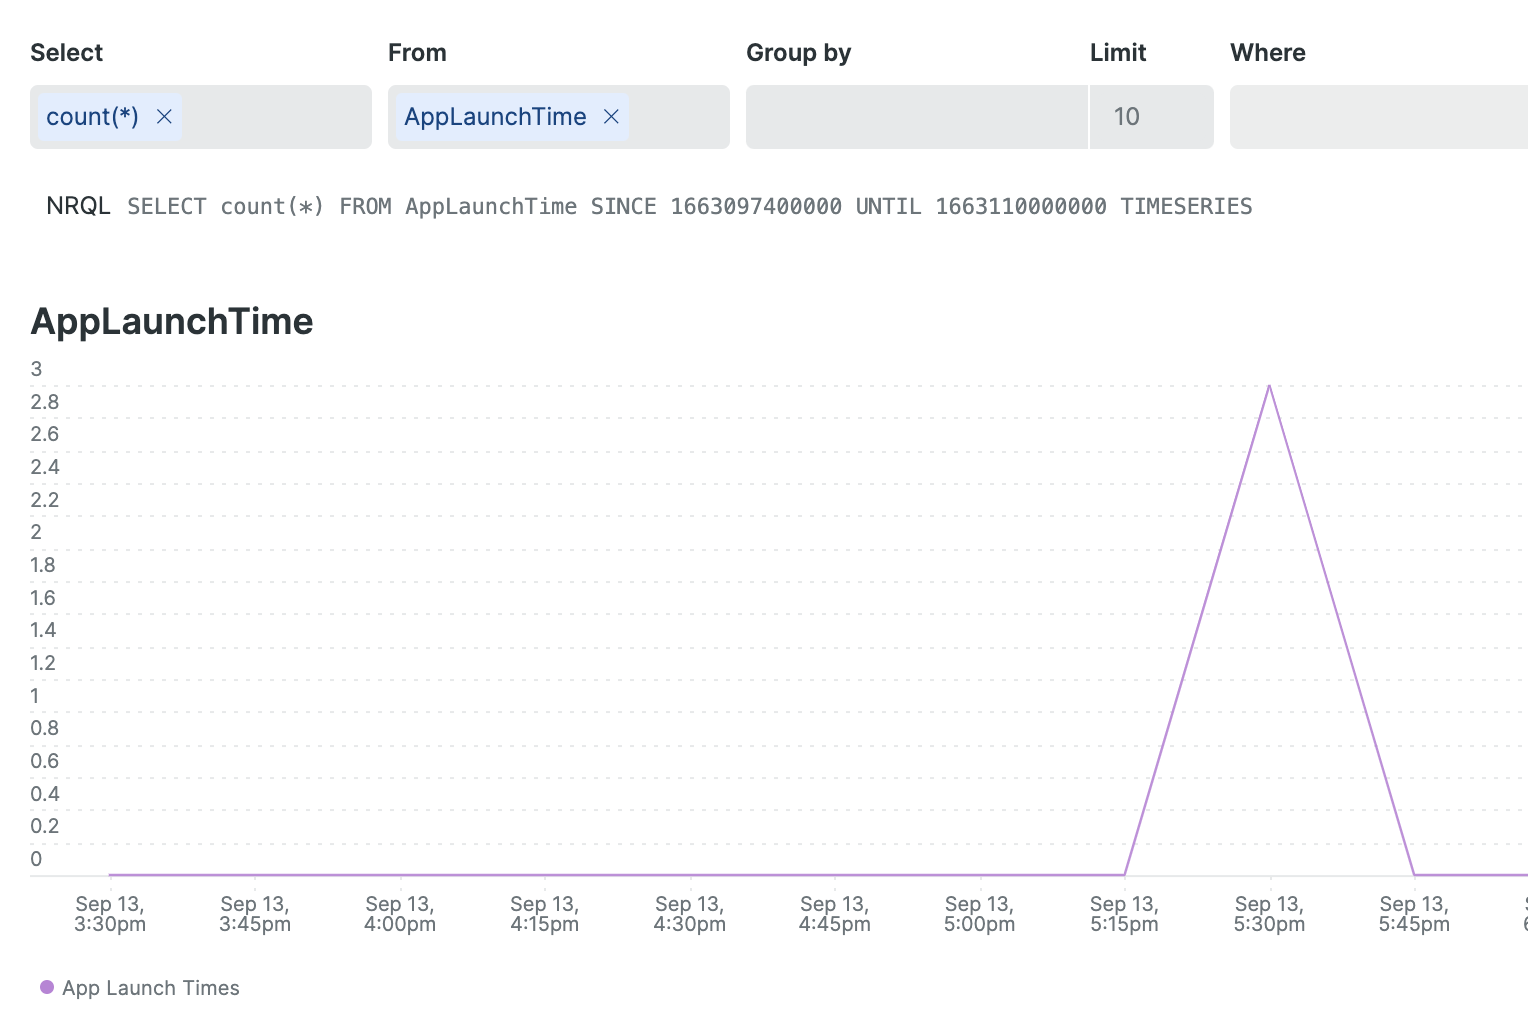 Select From Group by Limit Where
count(*) × AppLaunchTime × 10
NRQL SELECT count(*) FROM AppLaunchTime SINCE 1663097400000 UNTIL 1663110000000 TIMESERIES
AppLaunchTime
3
2.8
2.6
2.4
2.2
2
1.8
1.6
1.4
1.2
1
0.8
0.6
0.4
0.2
0
Sep 13, Sep 13, Sep 13, Sep 13, Sep 13, Sep 13, Sep 13, Sep 13, Sep 13, Sep 13,
3:30pm 3:45pm 4:00pm 4:15pm 4:30pm 4:45pm 5:00pm 5:15pm 5:30pm 5:45pm
App Launch Times